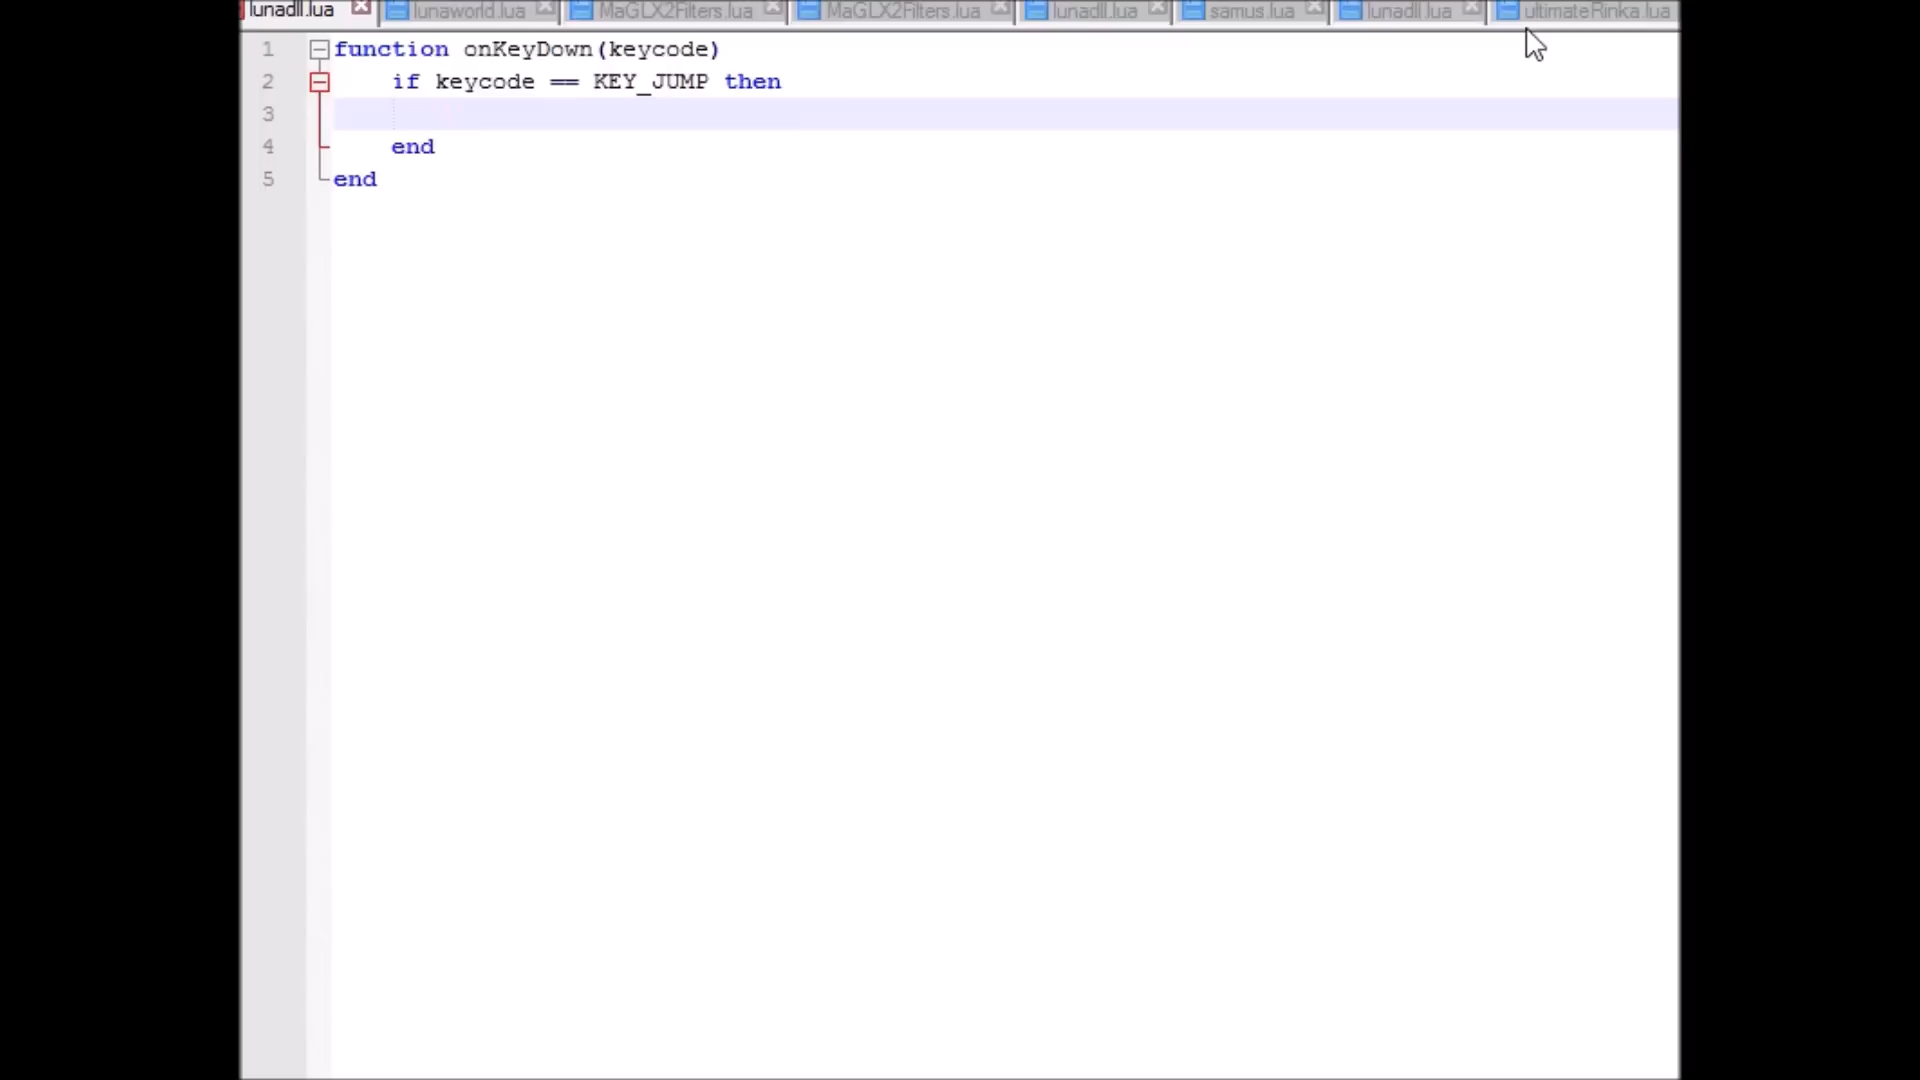 lunadll.lua lunaworld.lua MaGLX2Filters.lua MaGLX2Filters.lua lunadll.lua samus.lua lunadll.lua ultimateRinka.lua
1 function onKeyDown(keycode)
2 if keycode == KEY_JUMP then
3
4 end
5 end